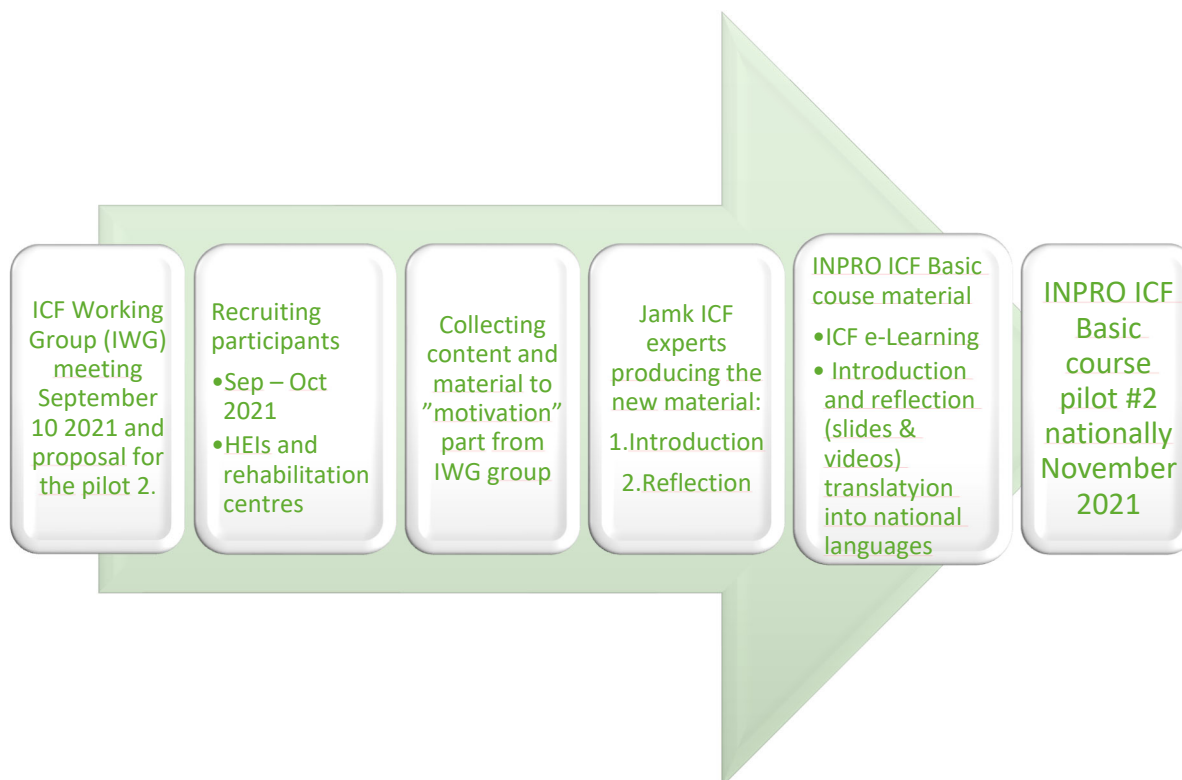 ICF Working
Group (IWG)
meeting
September
10 2021 and
proposal for
the pilot 2.
Recruiting
participants
•Sep – Oct
2021
•HEIs and
rehabilitation
centres
Collecting
content and
material to
”motivation”
part from
IWG group
Jamk ICF
experts
producing the
new material:
1.Introduction
2.Reflection
INPRO ICF Basic
couse material
•ICF e-Learning
• Introduction
and reflection
(slides &
videos)
translatyion
into national
languages
INPRO ICF
Basic
course
pilot #2
nationally
November
2021